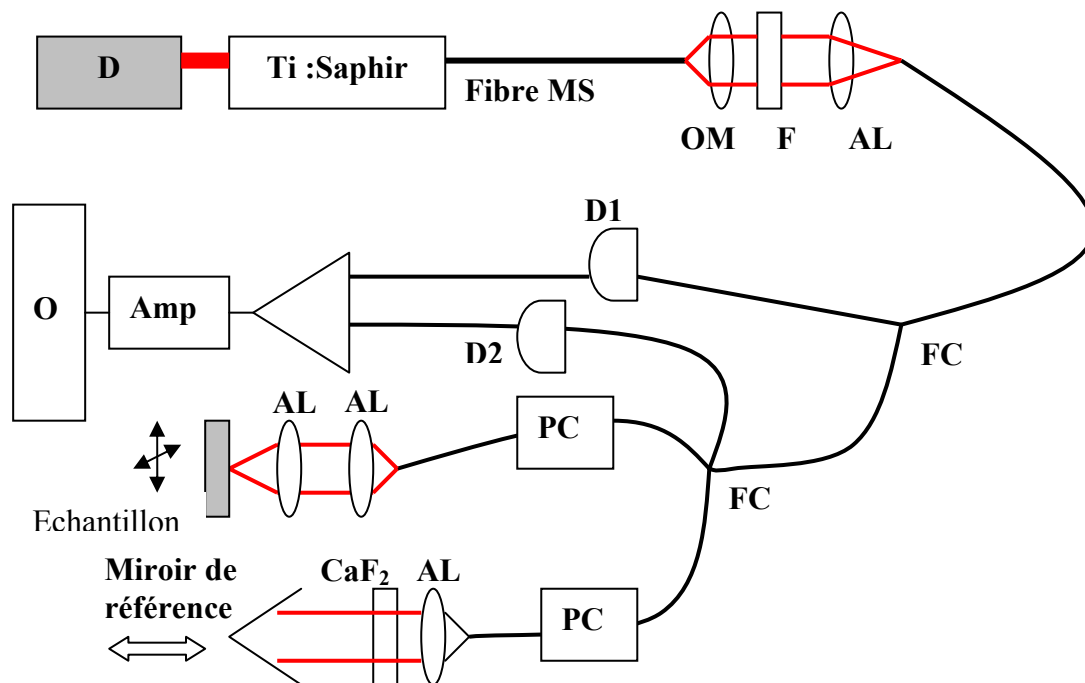 D
Ti :Saphir
Fibre MS
OM
F
AL
D1
O
Amp
D2
FC
AL
AL
PC
FC
Echantillon
Miroir de
référence
CaF₂
AL
PC